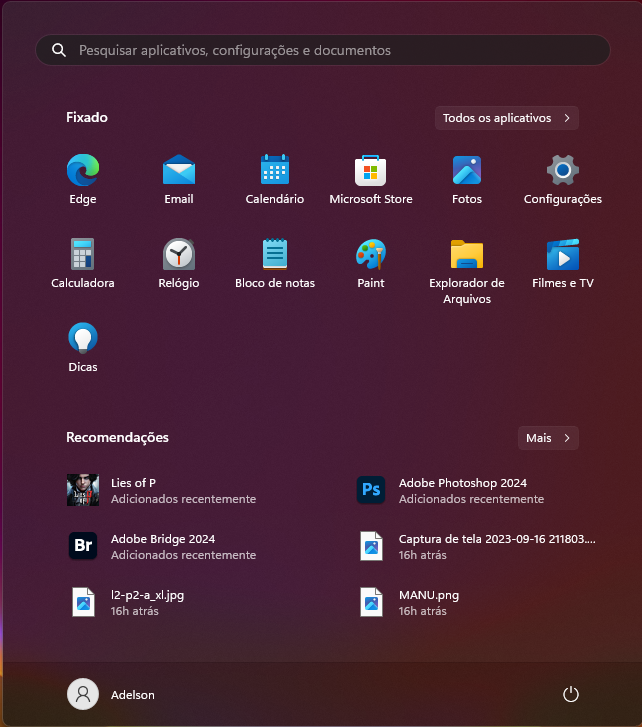 Pesquisar aplicativos, configurações e documentos
Fixado
Todos os aplicativos
Edge
Email
Calendário
Microsoft Store
Fotos
Configurações
Calculadora
Relógio
Bloco de notas
Paint
Explorador de
Arquivos
Filmes e TV
Dicas
Recomendações
Mais
Lies of P
Adicionados recentemente
Ps
Adobe Photoshop 2024
Adicionados recentemente
Br
Adobe Bridge 2024
Adicionados recentemente
Captura de tela 2023-09-16 211803....
16h atrás
l2-p2-a_xl.jpg
16h atrás
MANU.png
16h atrás
Adelson